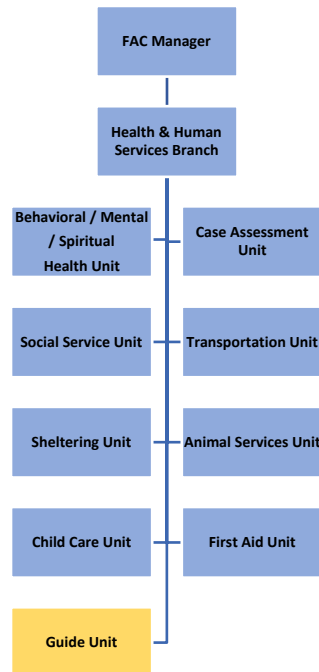 FAC Manager
Health & Human
Services Branch
Behavioral / Mental
/ Spiritual
Health Unit
Case Assessment
Unit
Social Service Unit
Transportation Unit
Sheltering Unit
Animal Services Unit
Child Care Unit
First Aid Unit
Guide Unit